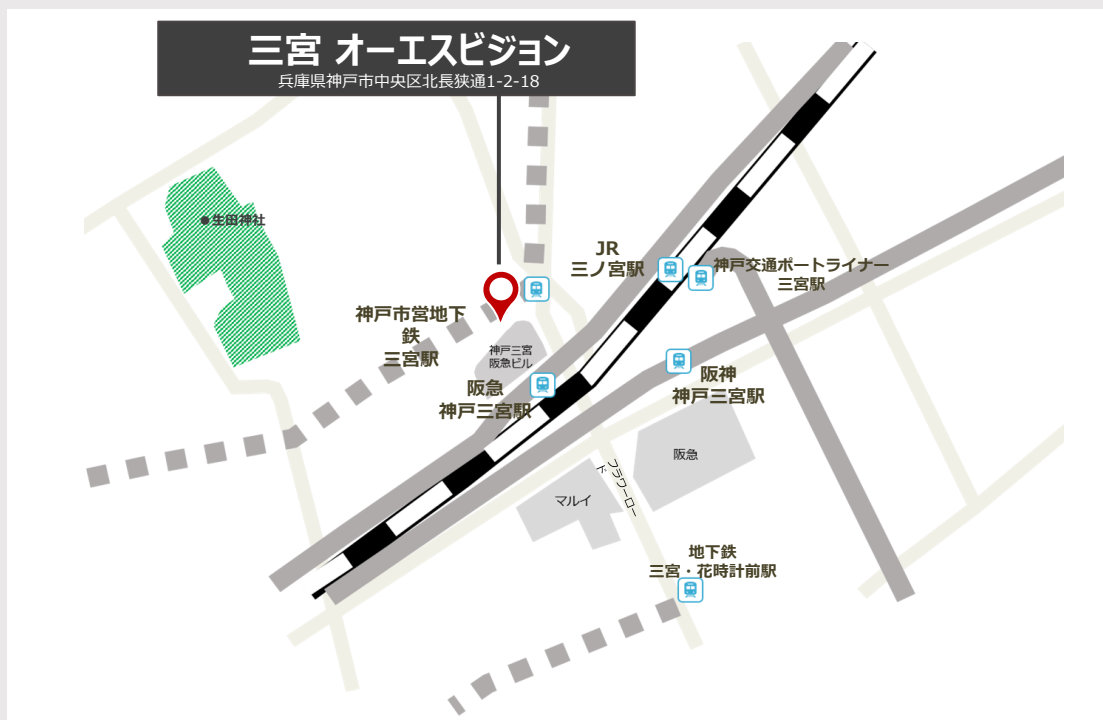 三宮 オーエスビジョン
兵庫県神戸市中央区北長狭通1-2-18
生田神社
JR
三ノ宮駅
神戸交通ポートライナー
三宮駅
神戸市営地下
鉄
三宮駅
神戸三宮
阪急ビル
阪急
神戸三宮駅
阪神
神戸三宮駅
阪急
マルイ
フラワーロー
ド
地下鉄
三宮・花時計前駅